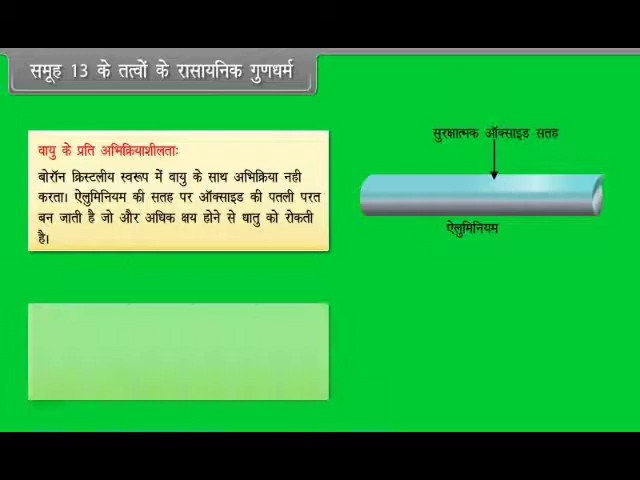 समूह 13 के तत्वों के रासायनिक गुणधर्म
वायु के प्रति अभिक्रियाशीलताः
बोरॉन क्रिस्टलीय स्वरूप में वायु के साथ अभिक्रिया नही
करता। ऐलुमिनियम की सतह पर ऑक्साइड की पतली परत
बन जाती है जो और अधिक क्षय होने से धातु को रोकती
है।
सुरक्षात्मक ऑक्साइड सतह
ऐलुमिनियम